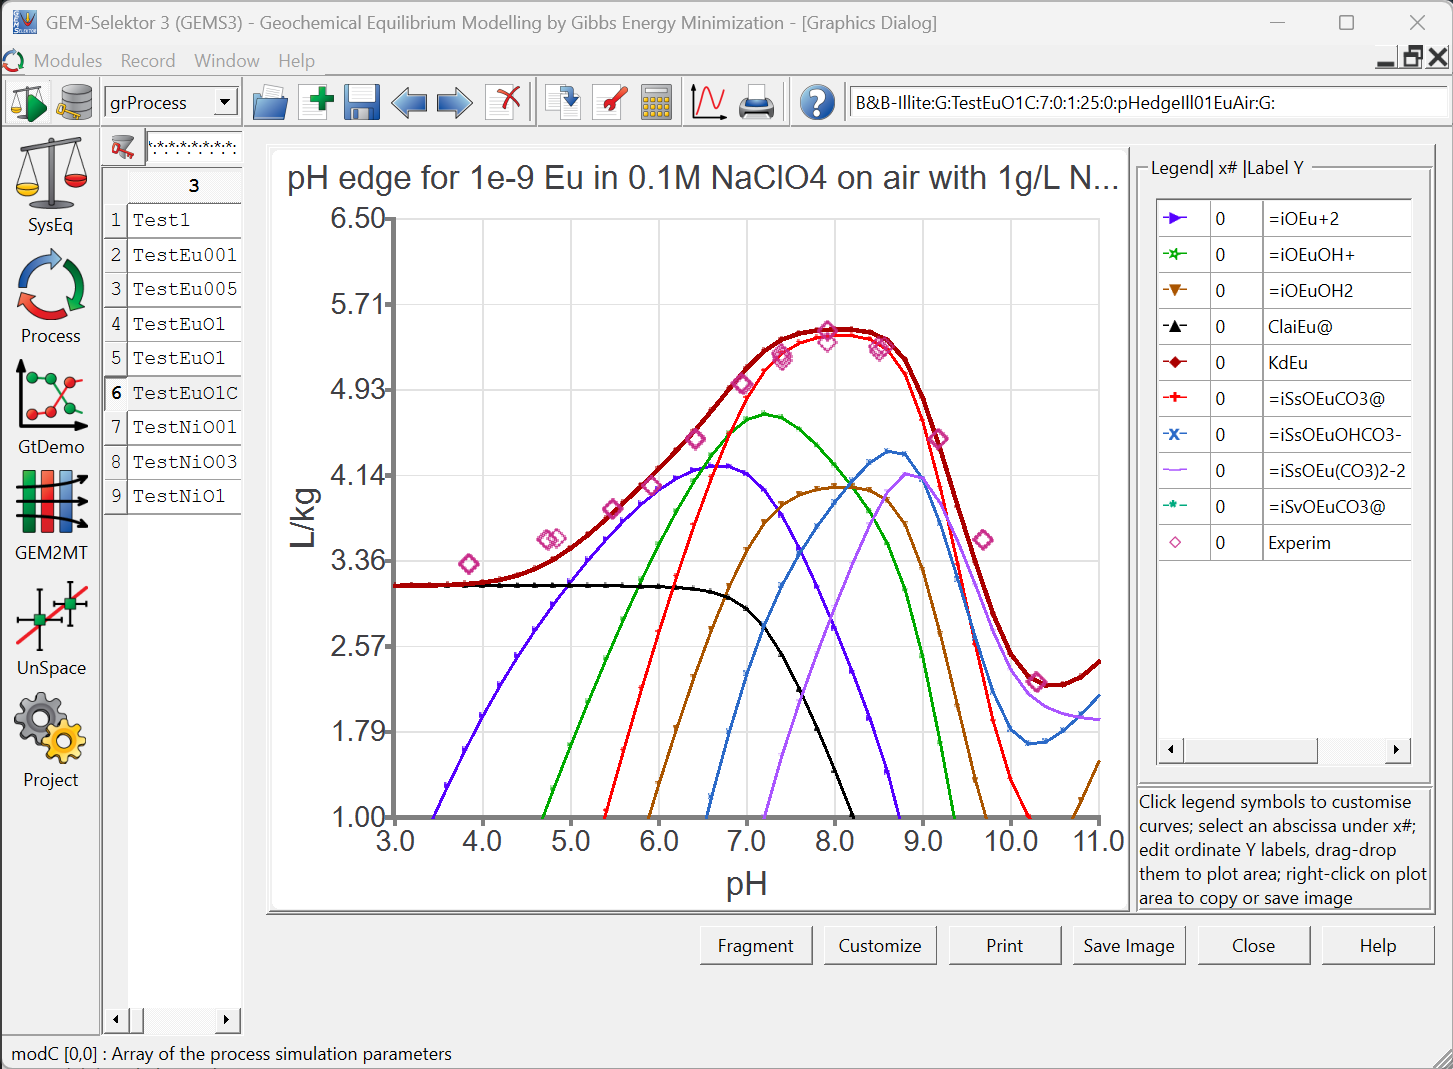 GEM-Selektor 3 (GEMS3) - Geochemical Equilibrium Modelling by Gibbs Energy Minimization - [Graphics Dialog]
Modules Record Window Help
grProcess
B&B-Illite:G:TestEuO1C:7:0:1:25:0:pHedgeIll01EuAir:G:
SysEq
Process
GtDemo
GEM2MT
UnSpace
Project
:*:*:*:*:*:*:*:*:
3
1 Test1
2 TestEu001
3 TestEu005
4 TestEuO1
5 TestEuO1
6 TestEuO1C
7 TestNiO01
8 TestNiO03
9 TestNiO1
pH edge for 1e-9 Eu in 0.1M NaClO4 on air with 1g/L N...
6.50
5.71
4.93
4.14
3.36
2.57
1.79
1.00
L/kg
3.0 4.0 5.0 6.0 7.0 8.0 9.0 10.0 11.0
pH
Legend| x# |Label Y
0 =iOEu+2
0 =iOEuOH+
0 =iOEuOH2
0 ClaiEu@
0 KdEu
0 =iSsOEuCO3@
0 =iSsOEuOHCO3-
0 =iSsOEu(CO3)2-2
0 =iSvOEuCO3@
0 Experim
Click legend symbols to customise
curves; select an abscissa under x#;
edit ordinate Y labels, drag-drop
them to plot area; right-click on plot
area to copy or save image
Fragment Customize Print Save Image Close Help
modC [0,0] : Array of the process simulation parameters